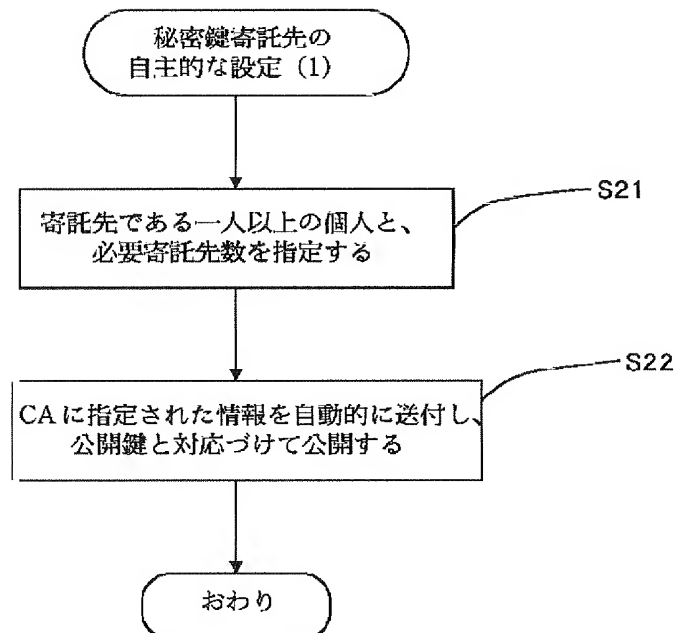 秘密鍵寄託先の
自主的な設定（1）
S21
寄託先である一人以上の個人と、
必要寄託先数を指定する
S22
CAに指定された情報を自動的に送付し、
公開鍵と対応づけて公開する
おわり